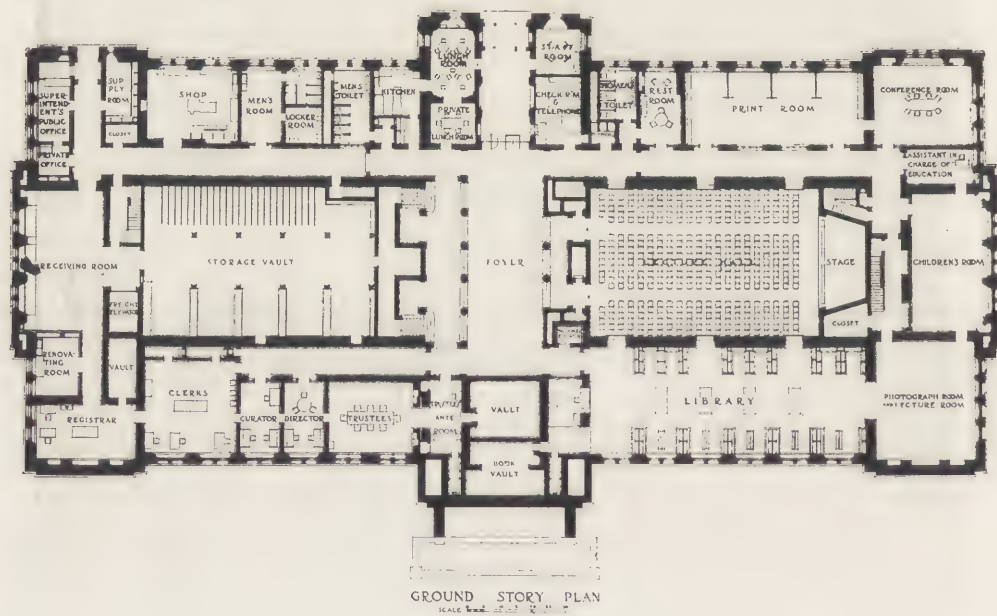 LUNCH
ROOM
STAFF
ROOM
SUP
PLY
ROOM
SHOP
MEN'S
ROOM
LOCKER
ROOM
MEN'S
TOILET
KITCHEN
PRIVATE
LUNCH ROOM
CHECK R'M
&
TELEPHONE
WOMEN'S
TOILET
REST
ROOM
PRINT ROOM
CONFERENCE ROOM
SUPER-
INTEND-
ENT'S
PUBLIC
OFFICE
CLOSET
PRIVATE
OFFICE
ASSISTANT IN
CHARGE OF
EDUCATION
RECEIVING ROOM
STORAGE VAULT
FOYER
STAGE
CHILDREN'S ROOM
FREIGHT
ELEVATOR
CLOSET
RENOVA-
TING
ROOM
VAULT
CLERKS
CURATOR
DIRECTOR
TRUSTEES
ANTE
ROOM
VAULT
LIBRARY
PHOTOGRAPH ROOM
AND LECTURE ROOM
REGISTRAR
BOOK
VAULT
GROUND STORY PLAN
SCALE